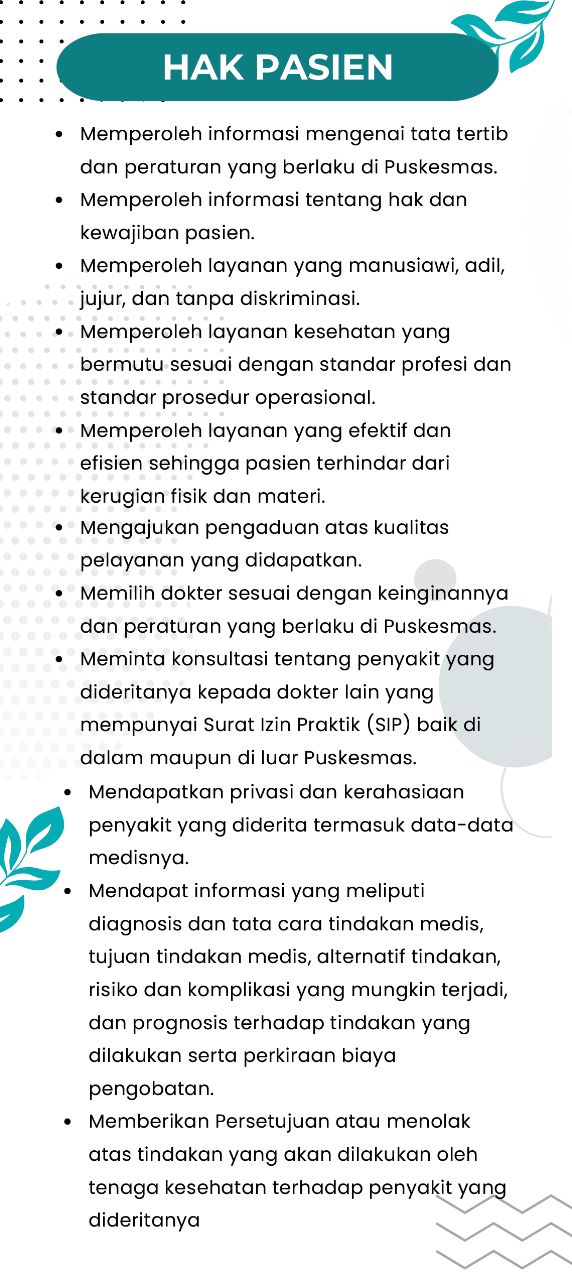 HAK PASIEN
• Memperoleh informasi mengenai tata tertib
dan peraturan yang berlaku di Puskesmas.
• Memperoleh informasi tentang hak dan
kewajiban pasien.
• Memperoleh layanan yang manusiawi, adil,
jujur, dan tanpa diskriminasi.
• Memperoleh layanan kesehatan yang
bermutu sesuai dengan standar profesi dan
standar prosedur operasional.
• Memperoleh layanan yang efektif dan
efisien sehingga pasien terhindar dari
kerugian fisik dan materi.
• Mengajukan pengaduan atas kualitas
pelayanan yang didapatkan.
• Memilih dokter sesuai dengan keinginannya
dan peraturan yang berlaku di Puskesmas.
• Meminta konsultasi tentang penyakit yang
dideritanya kepada dokter lain yang
mempunyai Surat Izin Praktik (SIP) baik di
dalam maupun di luar Puskesmas.
• Mendapatkan privasi dan kerahasiaan
penyakit yang diderita termasuk data-data
medisnya.
• Mendapat informasi yang meliputi
diagnosis dan tata cara tindakan medis,
tujuan tindakan medis, alternatif tindakan,
risiko dan komplikasi yang mungkin terjadi,
dan prognosis terhadap tindakan yang
dilakukan serta perkiraan biaya
pengobatan.
• Memberikan Persetujuan atau menolak
atas tindakan yang akan dilakukan oleh
tenaga kesehatan terhadap penyakit yang
dideritanya